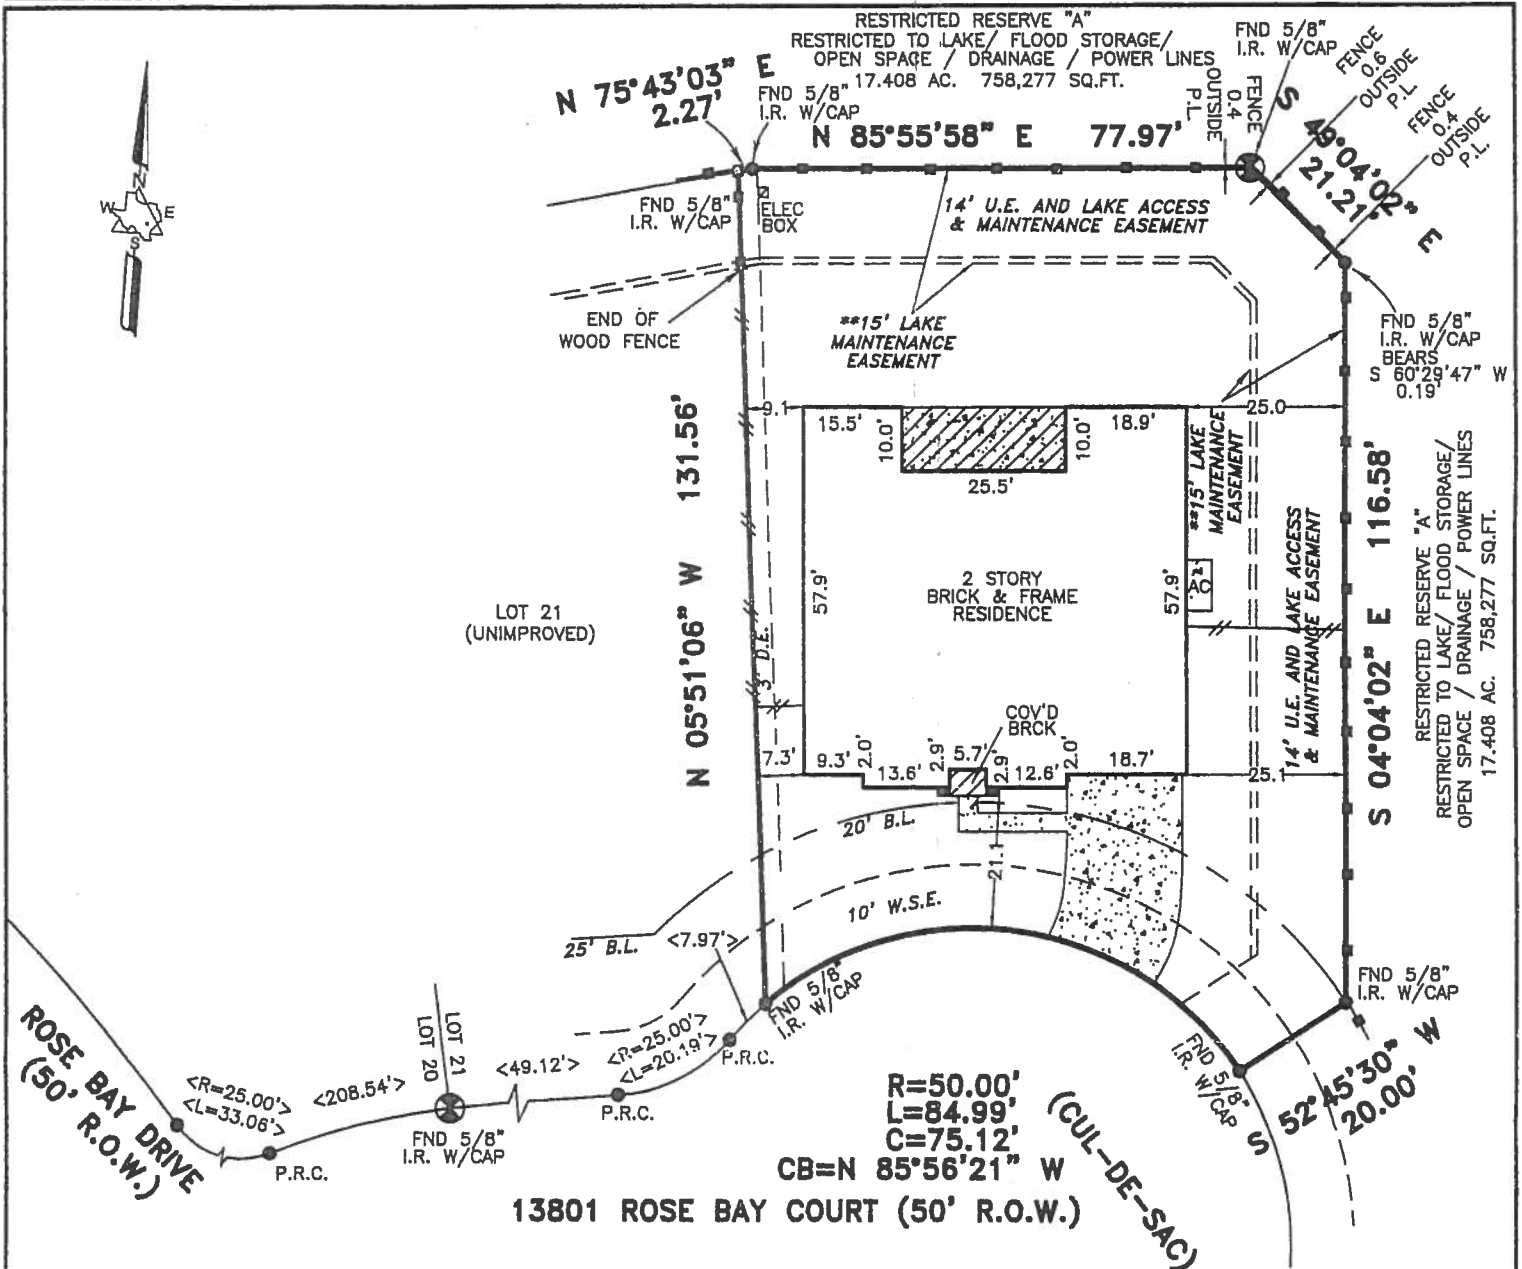 RESTRICTED RESERVE "A"
RESTRICTED TO LAKE/ FLOOD STORAGE/
OPEN SPACE / DRAINAGE / POWER LINES
17.408 AC. 758,277 SQ.FT.
N 75°43'03" E
2.27'
FND 5/8"
I.R. W/CAP
N 85°55'58" E 77.97'
FENCE
0.4
OUTSIDE
P.L.
FND 5/8"
I.R. W/CAP
FENCE
0.6
OUTSIDE
P.L.
FENCE
0.4
OUTSIDE
P.L.
S 49°04'02" E
21.21'
N
W
E
S
FND 5/8"
I.R. W/CAP
ELEC
BOX
14' U.E. AND LAKE ACCESS
& MAINTENANCE EASEMENT
END OF
WOOD FENCE
**15' LAKE
MAINTENANCE
EASEMENT
FND 5/8"
I.R. W/CAP
BEARS
S 60°29'47" W
0.19'
9.1
15.5'
10.0'
25.5'
10.0'
18.9'
25.0
**15' LAKE
MAINTENANCE
EASEMENT
N 05°51'06" W 131.56'
57.9'
2 STORY
BRICK & FRAME
RESIDENCE
57.9'
14' U.E. AND LAKE ACCESS
& MAINTENANCE EASEMENT
S 04°04'02" E 116.58'
RESTRICTED RESERVE "A"
RESTRICTED TO LAKE/ FLOOD STORAGE/
OPEN SPACE / DRAINAGE / POWER LINES
17.408 AC. 758,277 SQ.FT.
LOT 21
(UNIMPROVED)
3' D.E.
COV'D
BRCK
7.3'
9.3'
2.0'
13.6'
2.9'
5.7'
2.9'
12.6'
2.0'
18.7'
25.1
20' B.L.
21.1
10' W.S.E.
25' B.L.
<7.97'>
FND 5/8"
I.R. W/CAP
FND 5/8"
I.R. W/CAP
ROSE BAY DRIVE
(50' R.O.W.)
LOT 20
LOT 21
<R=25.00'>
<L=33.06'>
<208.54'>
<49.12'>
<R=25.00'>
<L=20.19'>
P.R.C.
P.R.C.
P.R.C.
FND 5/8"
I.R. W/CAP
FND 5/8"
I.R. W/CAP
S 52°45'30" W
20.00'
R=50.00'
L=84.99'
C=75.12'
CB=N 85°56'21" W
(CUL-DE-SAC)
13801 ROSE BAY COURT (50' R.O.W.)